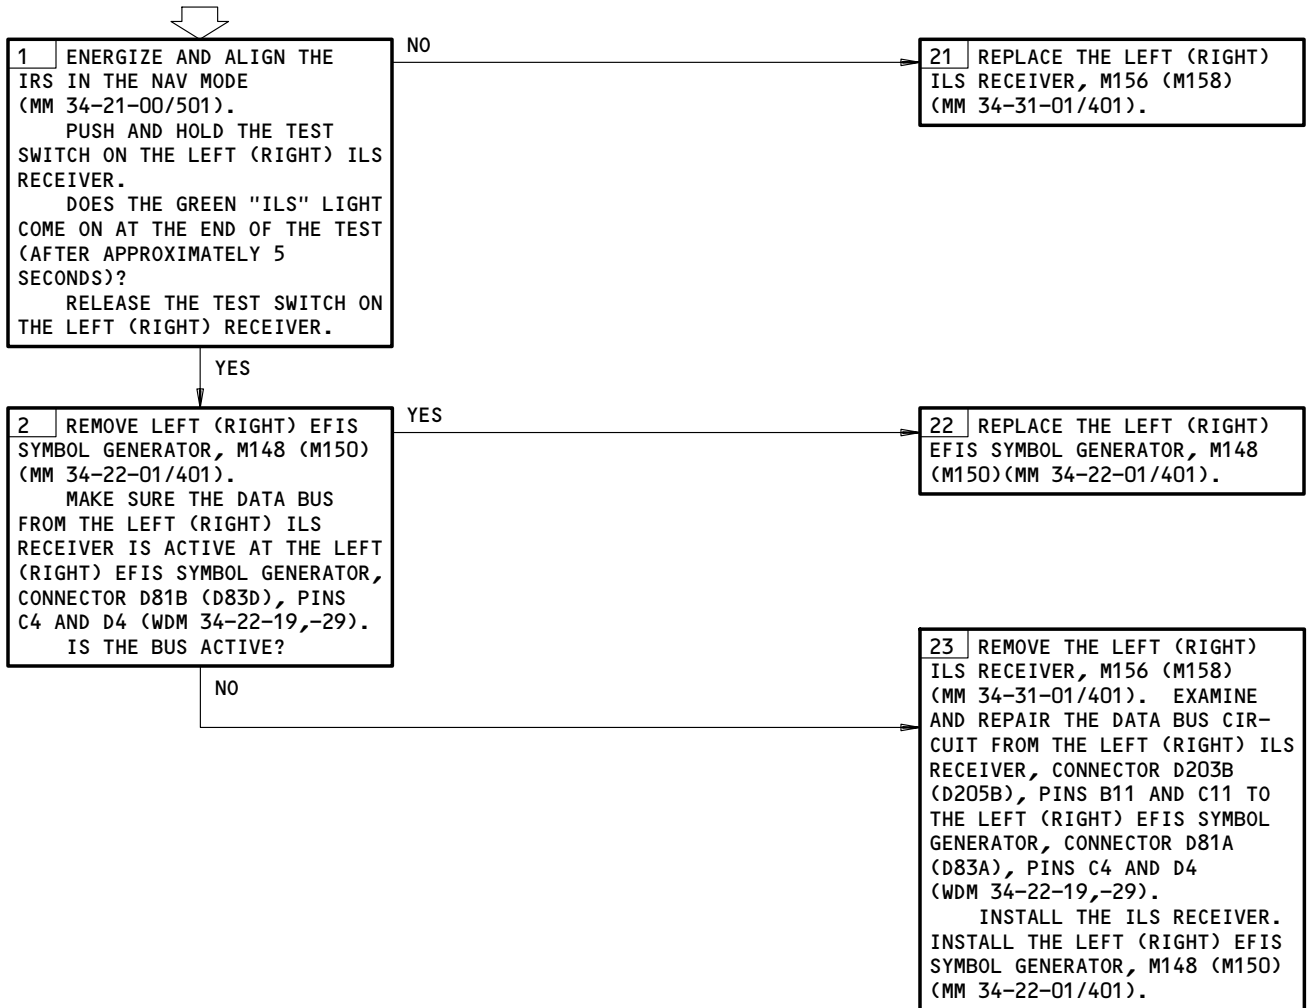 1 ENERGIZE AND ALIGN THE
IRS IN THE NAV MODE
(MM 34-21-00/501).
PUSH AND HOLD THE TEST
SWITCH ON THE LEFT (RIGHT) ILS
RECEIVER.
DOES THE GREEN "ILS" LIGHT
COME ON AT THE END OF THE TEST
(AFTER APPROXIMATELY 5
SECONDS)?
RELEASE THE TEST SWITCH ON
THE LEFT (RIGHT) RECEIVER.
NO
21 REPLACE THE LEFT (RIGHT)
ILS RECEIVER, M156 (M158)
(MM 34-31-01/401).
YES
2 REMOVE LEFT (RIGHT) EFIS
SYMBOL GENERATOR, M148 (M150)
(MM 34-22-01/401).
MAKE SURE THE DATA BUS
FROM THE LEFT (RIGHT) ILS
RECEIVER IS ACTIVE AT THE LEFT
(RIGHT) EFIS SYMBOL GENERATOR,
CONNECTOR D81B (D83D), PINS
C4 AND D4 (WDM 34-22-19,-29).
IS THE BUS ACTIVE?
YES
22 REPLACE THE LEFT (RIGHT)
EFIS SYMBOL GENERATOR, M148
(M150)(MM 34-22-01/401).
NO
23 REMOVE THE LEFT (RIGHT)
ILS RECEIVER, M156 (M158)
(MM 34-31-01/401). EXAMINE
AND REPAIR THE DATA BUS CIR-
CUIT FROM THE LEFT (RIGHT) ILS
RECEIVER, CONNECTOR D203B
(D205B), PINS B11 AND C11 TO
THE LEFT (RIGHT) EFIS SYMBOL
GENERATOR, CONNECTOR D81A
(D83A), PINS C4 AND D4
(WDM 34-22-19,-29).
INSTALL THE ILS RECEIVER.
INSTALL THE LEFT (RIGHT) EFIS
SYMBOL GENERATOR, M148 (M150)
(MM 34-22-01/401).